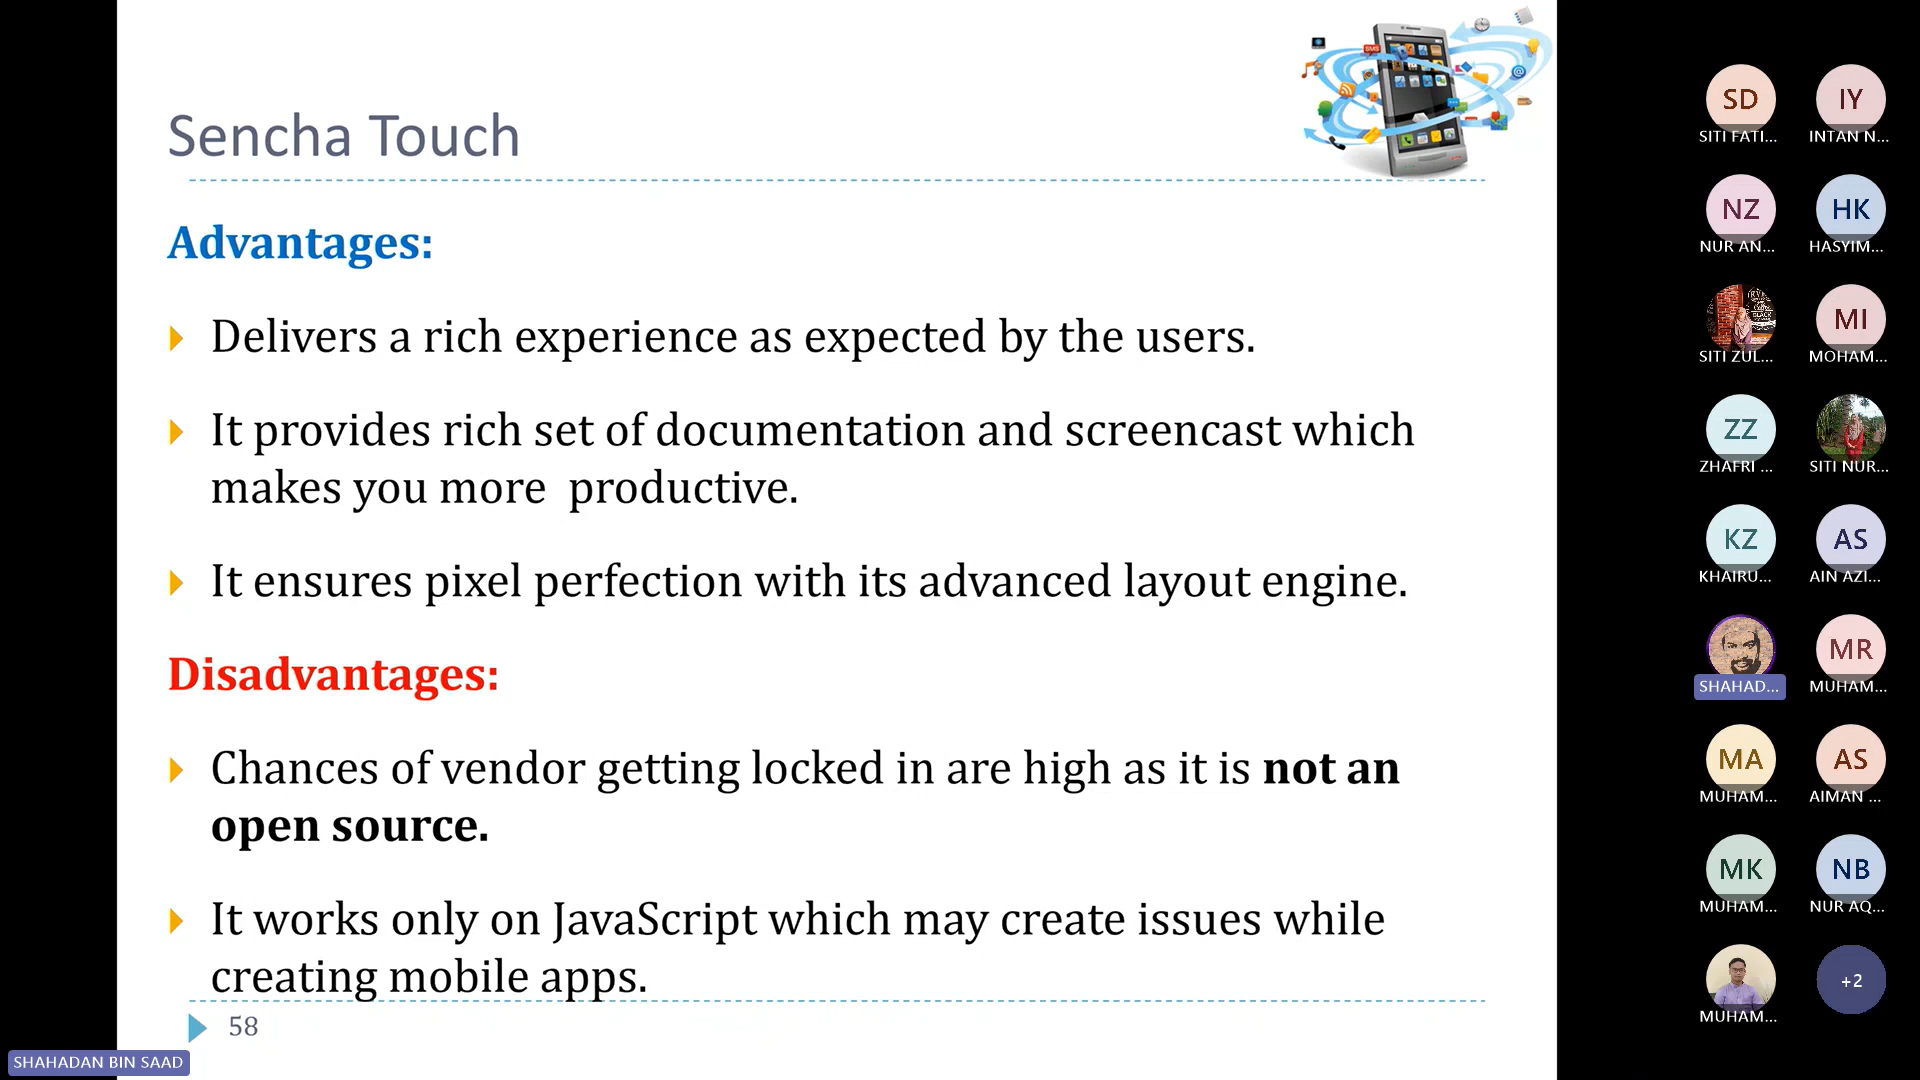 Sencha Touch
Advantages:
Delivers a rich experience as expected by the users.
It provides rich set of documentation and screencast which
makes you more  productive.
It ensures pixel perfection with its advanced layout engine.
Disadvantages:
Chances of vendor getting locked in are high as it is not an
open source.
It works only on JavaScript which may create issues while
creating mobile apps.
58
SHAHADAN BIN SAAD
SD
SITI FATI...
IY
INTAN N...
NZ
NUR AN...
HK
HASYIM...
SITI ZUL...
MI
MOHAM...
ZZ
ZHAFRI ...
SITI NUR...
KZ
KHAIRU...
AS
AIN AZI...
SHAHAD...
MR
MUHAM...
MA
MUHAM...
AS
AIMAN ...
MK
MUHAM...
NB
NUR AQ...
MUHAM...
+2